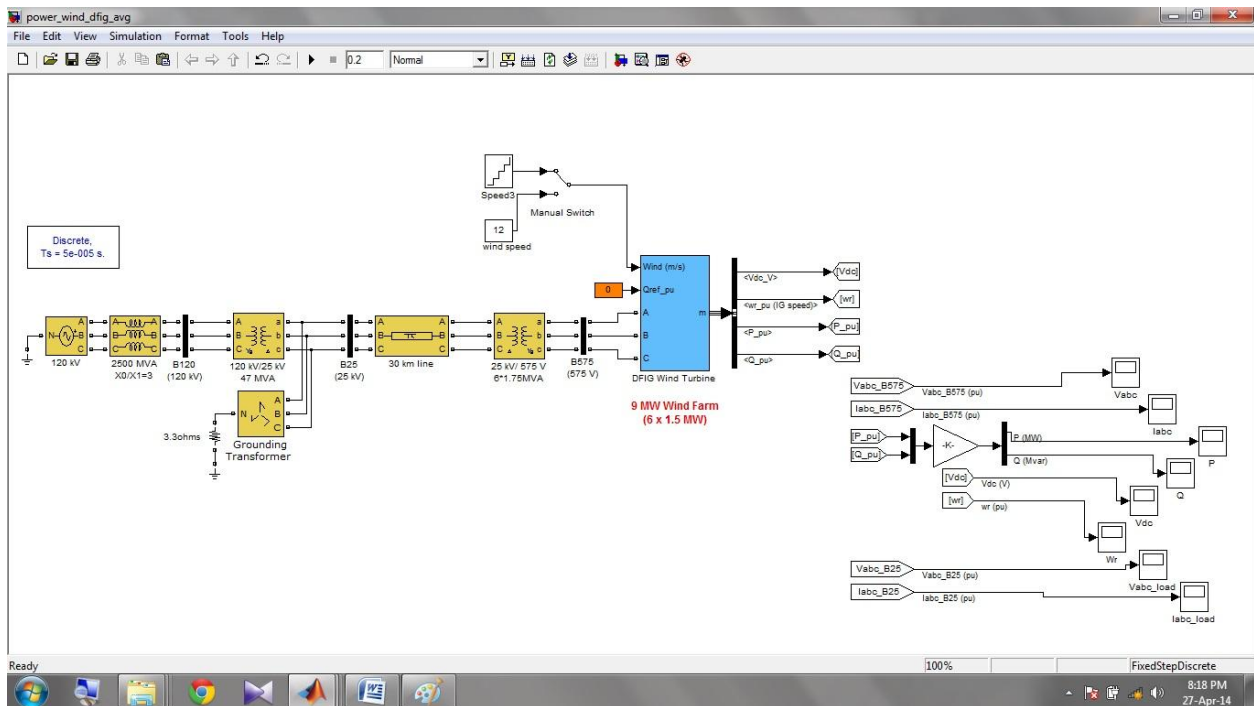 power_wind_dfig_avg
File Edit View Simulation Format Tools Help
0.2 Normal
Discrete,
Ts = 5e-005 s.
Speed3
Manual Switch
12
wind speed
0
Wind (m/s)
Qref_pu
A
B
C
m
DFIG Wind Turbine
9 MW Wind Farm
(6 x 1.5 MW)
<Vdc_V>
<wr_pu (IG speed)>
<P_pu>
<Q_pu>
[Vdc]
[wr]
[P_pu]
[Q_pu]
N A
B
C
120 kV
A A
B B
C C
2500 MVA
X0/X1=3
B120
(120 kV)
A a
B b
C c
120 kV/25 kV
47 MVA
B25
(25 kV)
A A
B B
C C
30 km line
A a
B b
C c
25 kV/ 575 V
6*1.75MVA
B575
(575 V)
N A
B
C
3.3ohms
Grounding
Transformer
Vabc_B575
Vabc_B575 (pu)
Vabc
Iabc_B575
Iabc_B575 (pu)
Iabc
[P_pu]
[Q_pu]
-K-
P (MW)
P
Q (Mvar)
Q
[Vdc]
Vdc (V)
Vdc
[wr]
wr (pu)
Wr
Vabc_B25
Vabc_B25 (pu)
Vabc_load
Iabc_B25
Iabc_B25 (pu)
Iabc_load
Ready 100% FixedStepDiscrete
8:18 PM
27-Apr-14